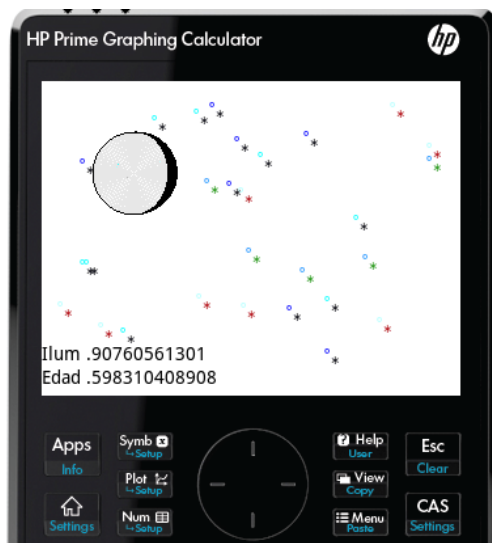 HP Prime Graphing Calculator
hp
Ilum .90760561301
Edad .598310408908
Apps
Info
Symb
Setup
Plot
Setup
Num
Setup
Settings
Help
User
View
Copy
Menu
Paste
Esc
Clear
CAS
Settings